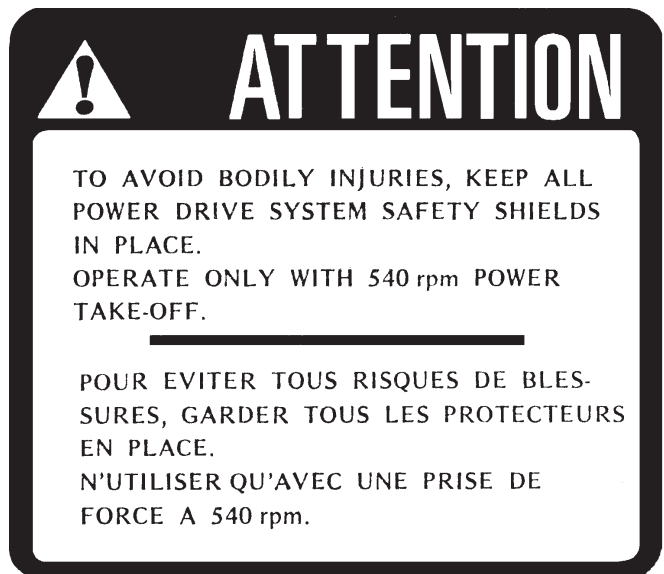 ATTENTION
TO AVOID BODILY INJURIES, KEEP ALL
POWER DRIVE SYSTEM SAFETY SHIELDS
IN PLACE.
OPERATE ONLY WITH 540 rpm POWER
TAKE-OFF.
POUR EVITER TOUS RISQUES DE BLES-
SURES, GARDER TOUS LES PROTECTEURS
EN PLACE.
N'UTILISER QU'AVEC UNE PRISE DE
FORCE A 540 rpm.